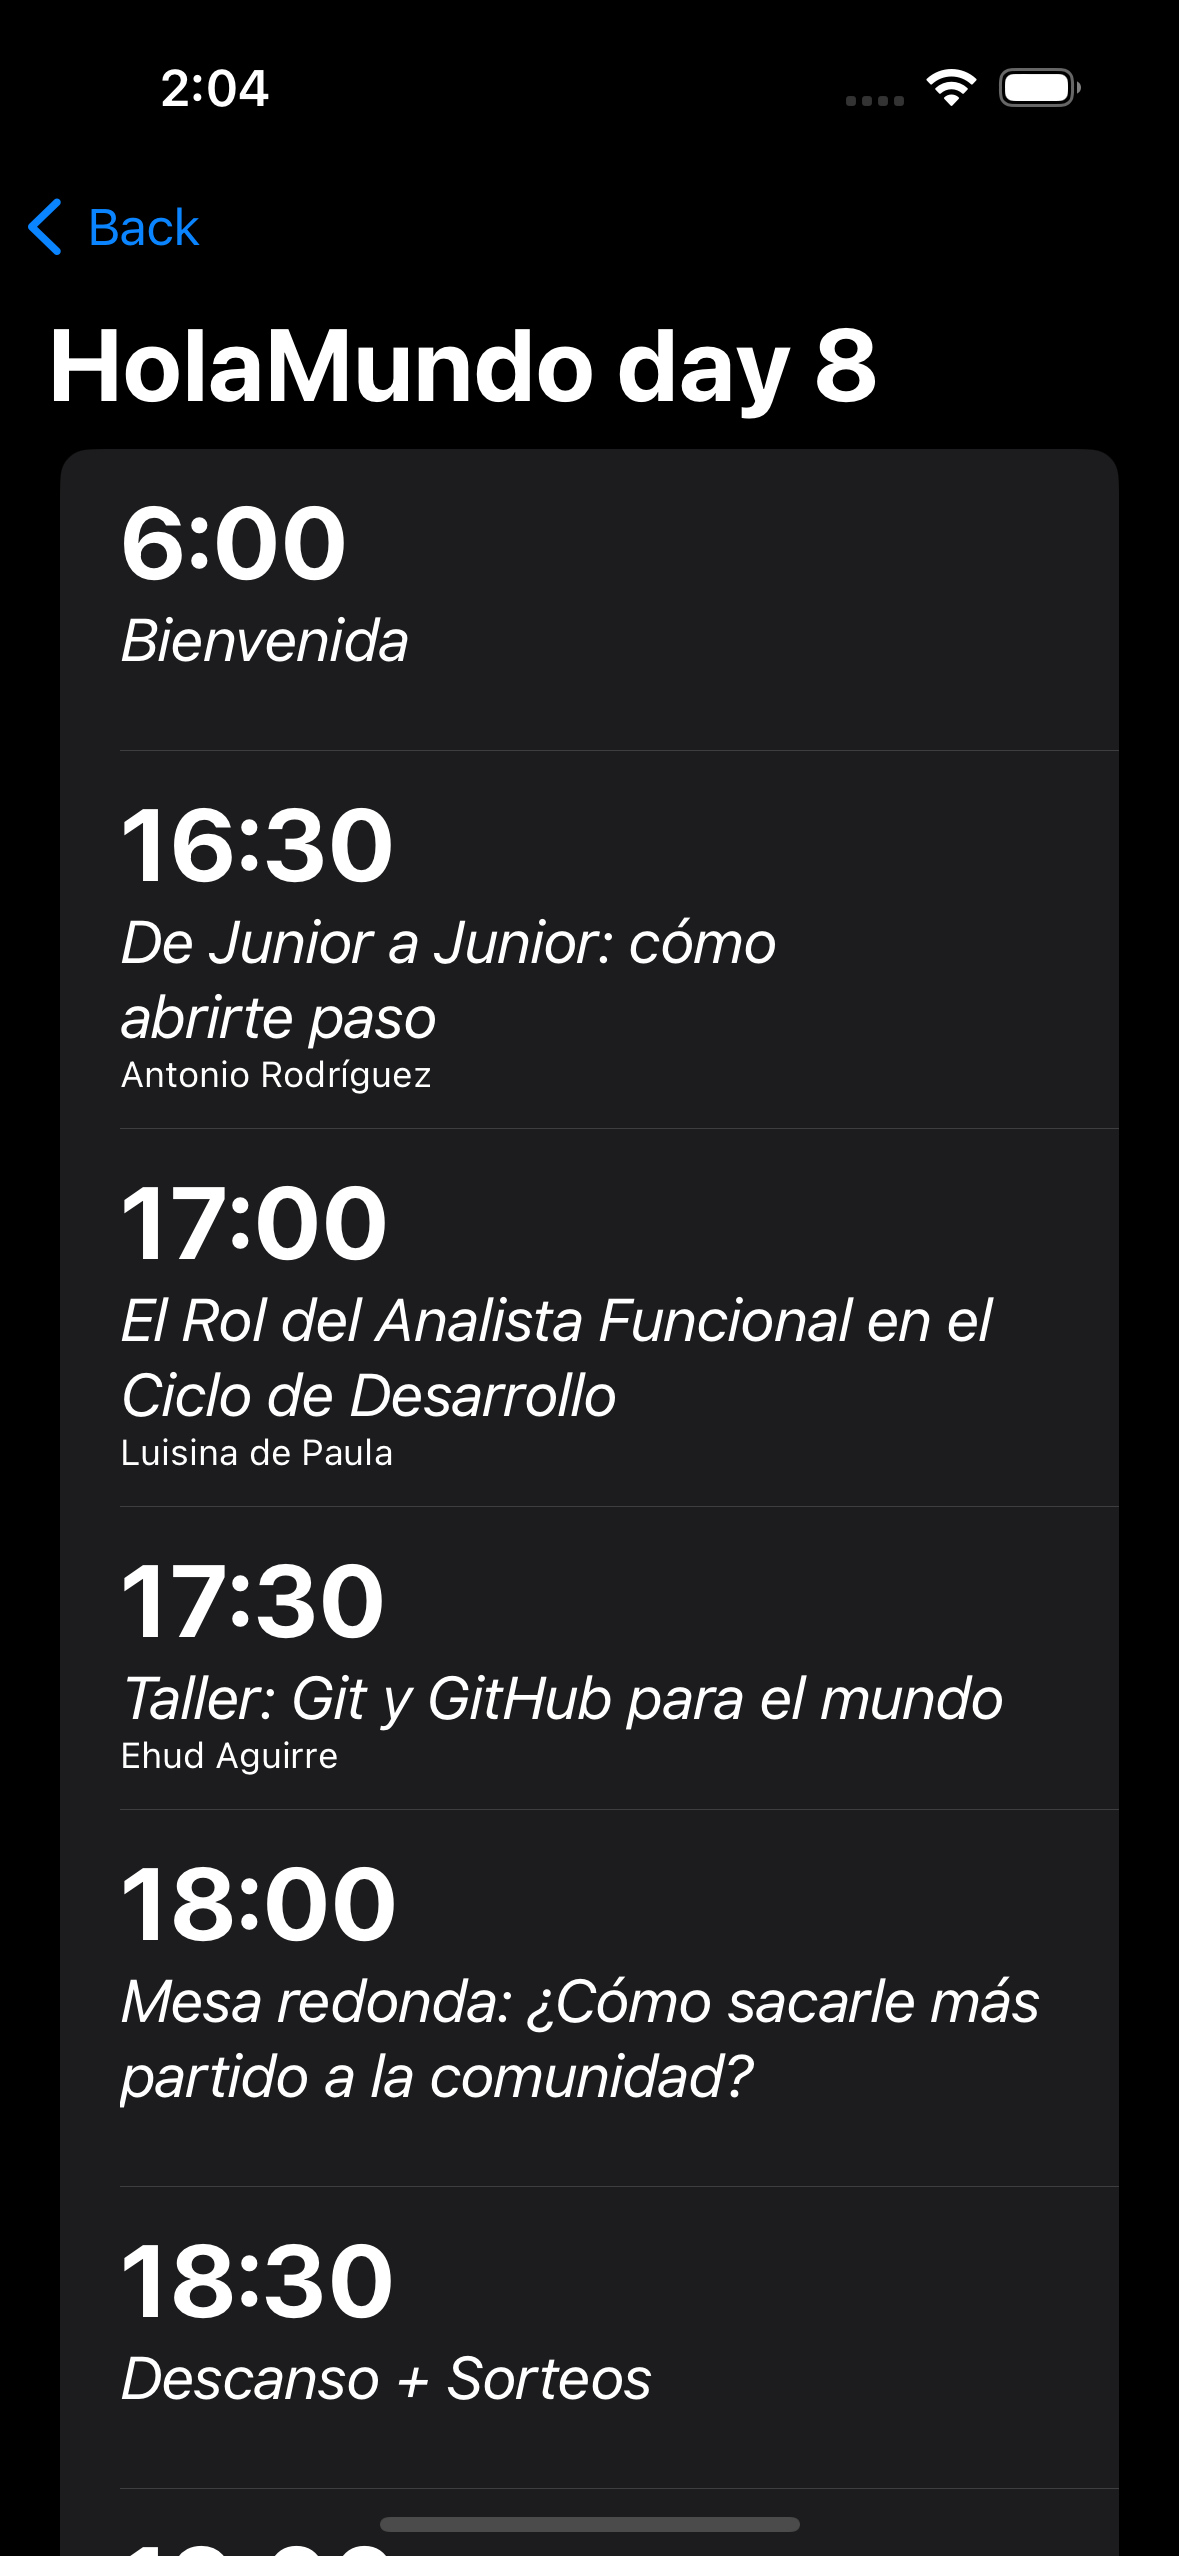 2:04
Back
HolaMundo day 8
6:00
Bienvenida
16:30
De Junior a Junior: cómo
abrirte paso
Antonio Rodríguez
17:00
El Rol del Analista Funcional en el
Ciclo de Desarrollo
Luisina de Paula
17:30
Taller: Git y GitHub para el mundo
Ehud Aguirre
18:00
Mesa redonda: ¿Cómo sacarle más
partido a la comunidad?
18:30
Descanso + Sorteos